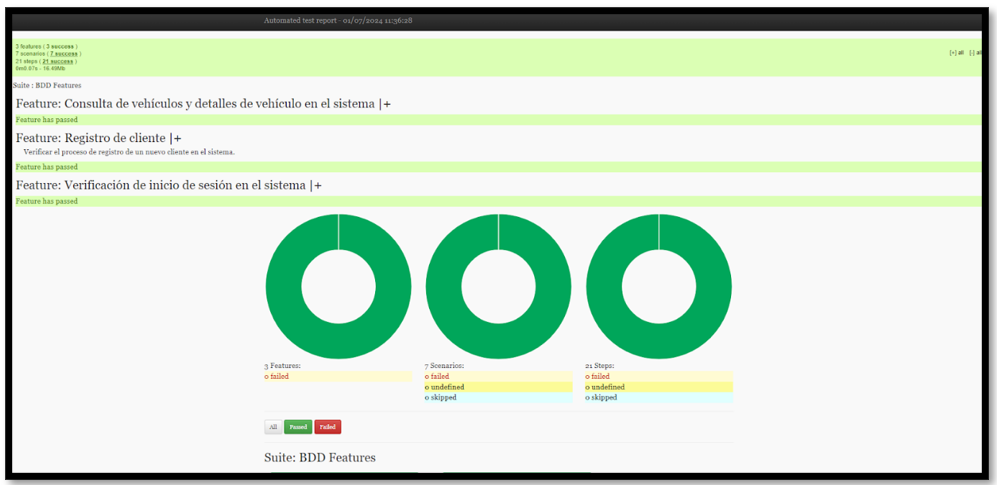 Automated test report - 01/07/2024 11:36:28
3 features ( 3 success )
7 scenarios ( 7 success )
21 steps ( 21 success )
0m0.07s - 16.49Mb
[+] all [-] all
Suite : BDD Features
Feature: Consulta de vehículos y detalles de vehículo en el sistema |+
Feature has passed
Feature: Registro de cliente |+
Verificar el proceso de registro de un nuevo cliente en el sistema.
Feature has passed
Feature: Verificación de inicio de sesión en el sistema |+
Feature has passed
3 Features:
0 failed
7 Scenarios:
0 failed
0 undefined
0 skipped
21 Steps:
0 failed
0 undefined
0 skipped
All Passed Failed
Suite: BDD Features